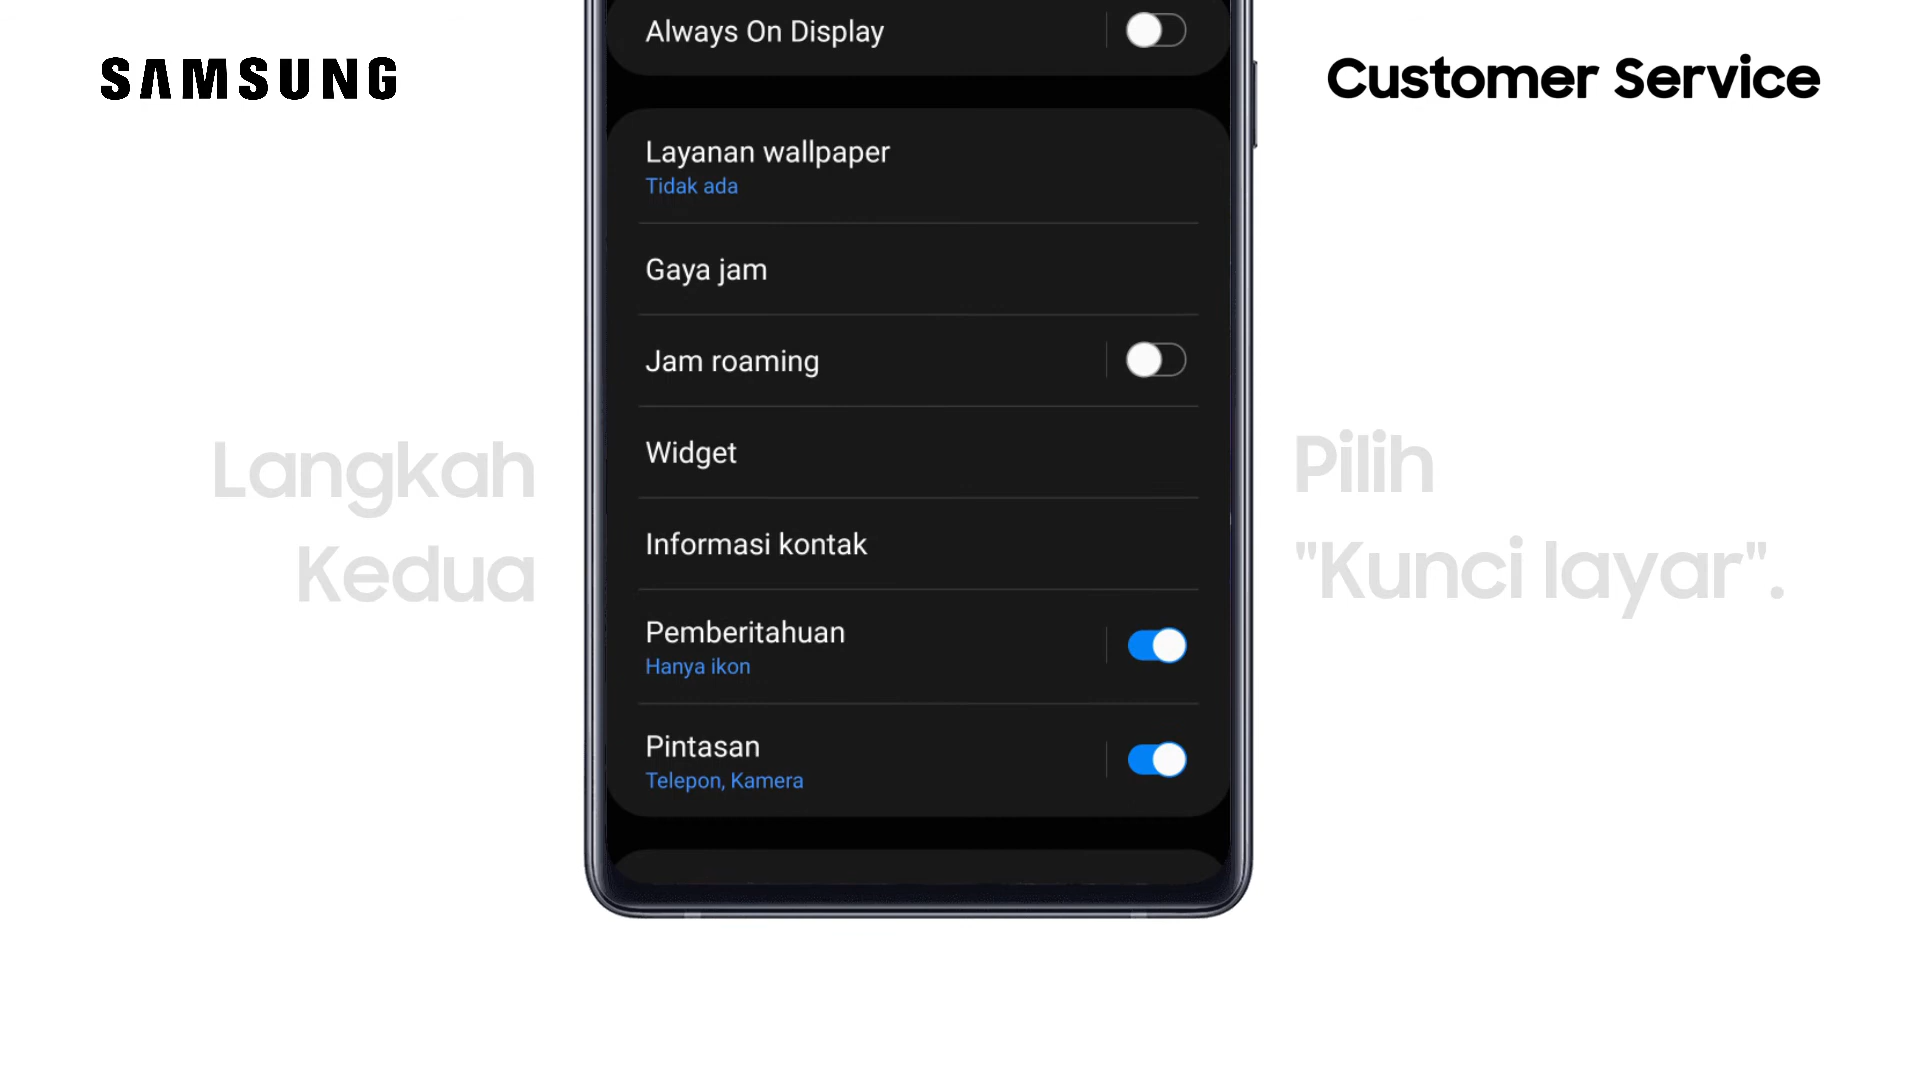 SAMSUNG
Customer Service
Always On Display
Layanan wallpaper
Tidak ada
Gaya jam
Jam roaming
Widget
Informasi kontak
Pemberitahuan
Hanya ikon
Pintasan
Telepon, Kamera
Langkah
Kedua
Pilih
"Kunci layar".